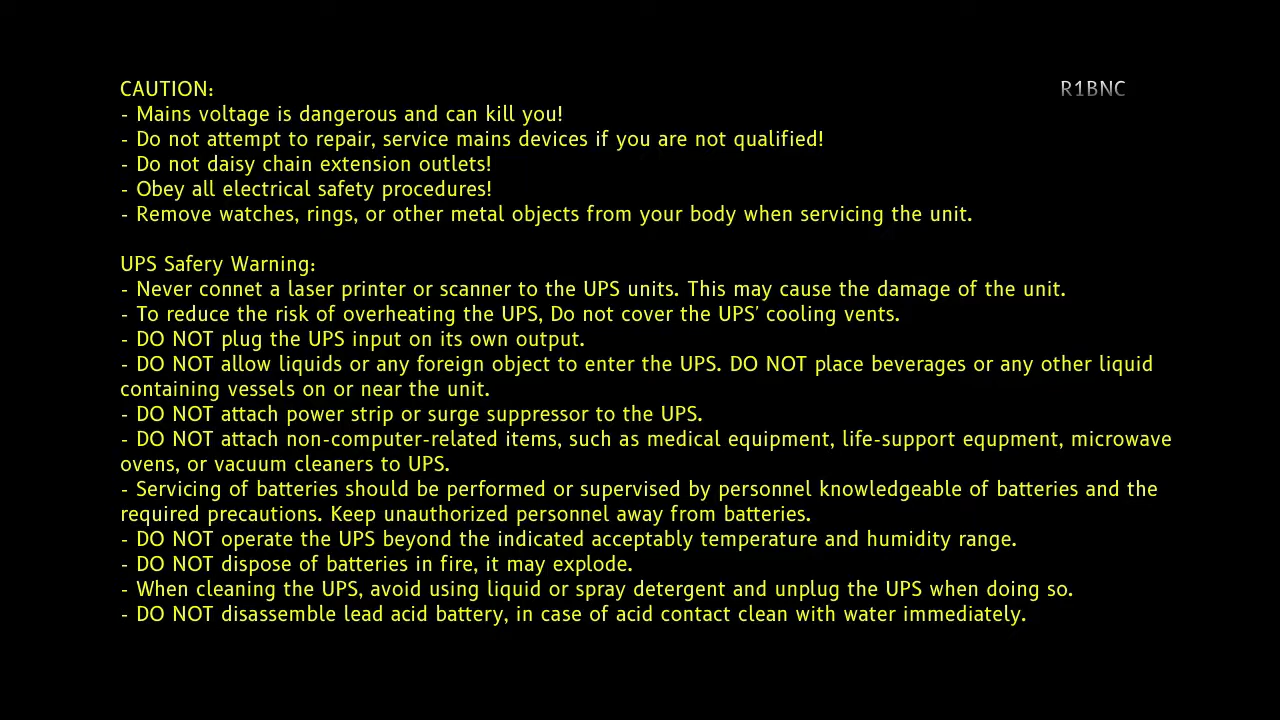 CAUTION:
R1BNC
- Mains voltage is dangerous and can kill you!
- Do not attempt to repair, service mains devices if you are not qualified!
- Do not daisy chain extension outlets!
- Obey all electrical safety procedures!
- Remove watches, rings, or other metal objects from your body when servicing the unit.
UPS Safery Warning:
- Never connet a laser printer or scanner to the UPS units. This may cause the damage of the unit.
- To reduce the risk of overheating the UPS, Do not cover the UPS' cooling vents.
- DO NOT plug the UPS input on its own output.
- DO NOT allow liquids or any foreign object to enter the UPS. DO NOT place beverages or any other liquid
containing vessels on or near the unit.
- DO NOT attach power strip or surge suppressor to the UPS.
- DO NOT attach non-computer-related items, such as medical equipment, life-support equpment, microwave
ovens, or vacuum cleaners to UPS.
- Servicing of batteries should be performed or supervised by personnel knowledgeable of batteries and the
required precautions. Keep unauthorized personnel away from batteries.
- DO NOT operate the UPS beyond the indicated acceptably temperature and humidity range.
- DO NOT dispose of batteries in fire, it may explode.
- When cleaning the UPS, avoid using liquid or spray detergent and unplug the UPS when doing so.
- DO NOT disassemble lead acid battery, in case of acid contact clean with water immediately.